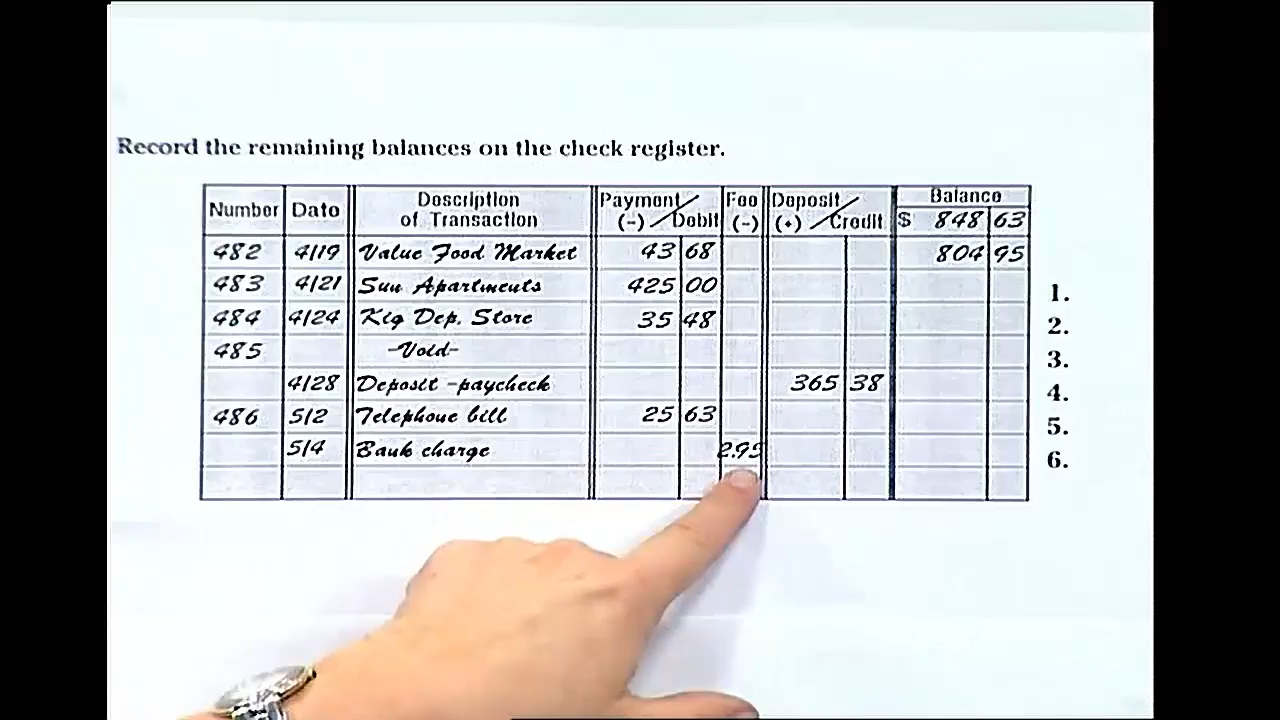 Record the remaining balances on the check register.
Number Date Description of Transaction Payment/Debit (-) Fee (-) Deposit/Credit (+) Balance
$ 848 63
482 4/19 Value Food Market 43 68 804 95
483 4/21 Sun Apartments 425 00 1.
484 4/24 Kig Dep. Store 35 48 2.
485 -Void- 3.
4/28 Deposit -paycheck 365 38 4.
486 5/2 Telephone bill 25 63 5.
5/4 Bank charge 2.95 6.